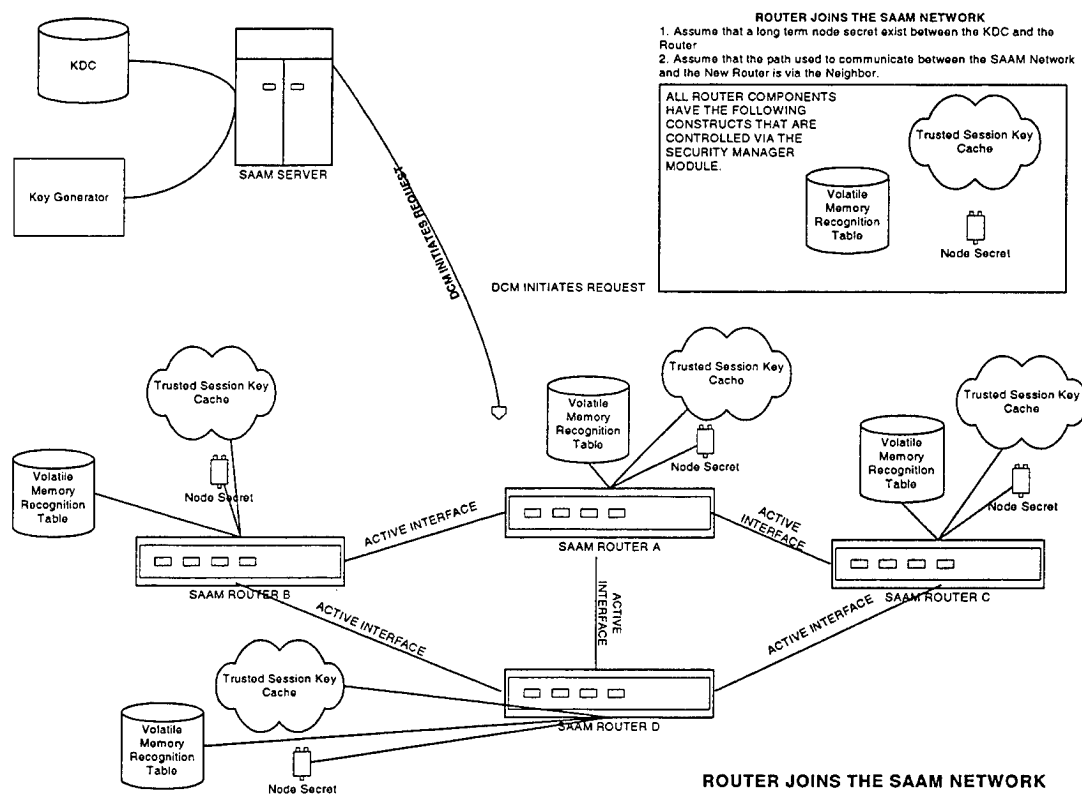 ROUTER JOINS THE SAAM NETWORK
1. Assume that a long term node secret exist between the KDC and the
Router
2. Assume that the path used to communicate between the SAAM Network
and the New Router is via the Neighbor.
ALL ROUTER COMPONENTS
HAVE THE FOLLOWING
CONSTRUCTS THAT ARE
CONTROLLED VIA THE
SECURITY MANAGER
MODULE.
Trusted Session Key
Cache
Volatile
Memory
Recognition
Table
Node Secret
KDC
Key Generator
SAAM SERVER
DCM INITIATES REQUEST
DCM INITIATES REQUEST
Trusted Session Key
Cache
Volatile
Memory
Recognition
Table
Node Secret
SAAM ROUTER B
Trusted Session Key
Cache
Volatile
Memory
Recognition
Table
Node Secret
SAAM ROUTER A
Trusted Session Key
Cache
Volatile
Memory
Recognition
Table
Node Secret
SAAM ROUTER C
ACTIVE INTERFACE
ACTIVE
INTERFACE
ACTIVE INTERFACE
ACTIVE
INTERFACE
ACTIVE INTERFACE
Trusted Session Key
Cache
Volatile
Memory
Recognition
Table
Node Secret
SAAM ROUTER D
ROUTER JOINS THE SAAM NETWORK